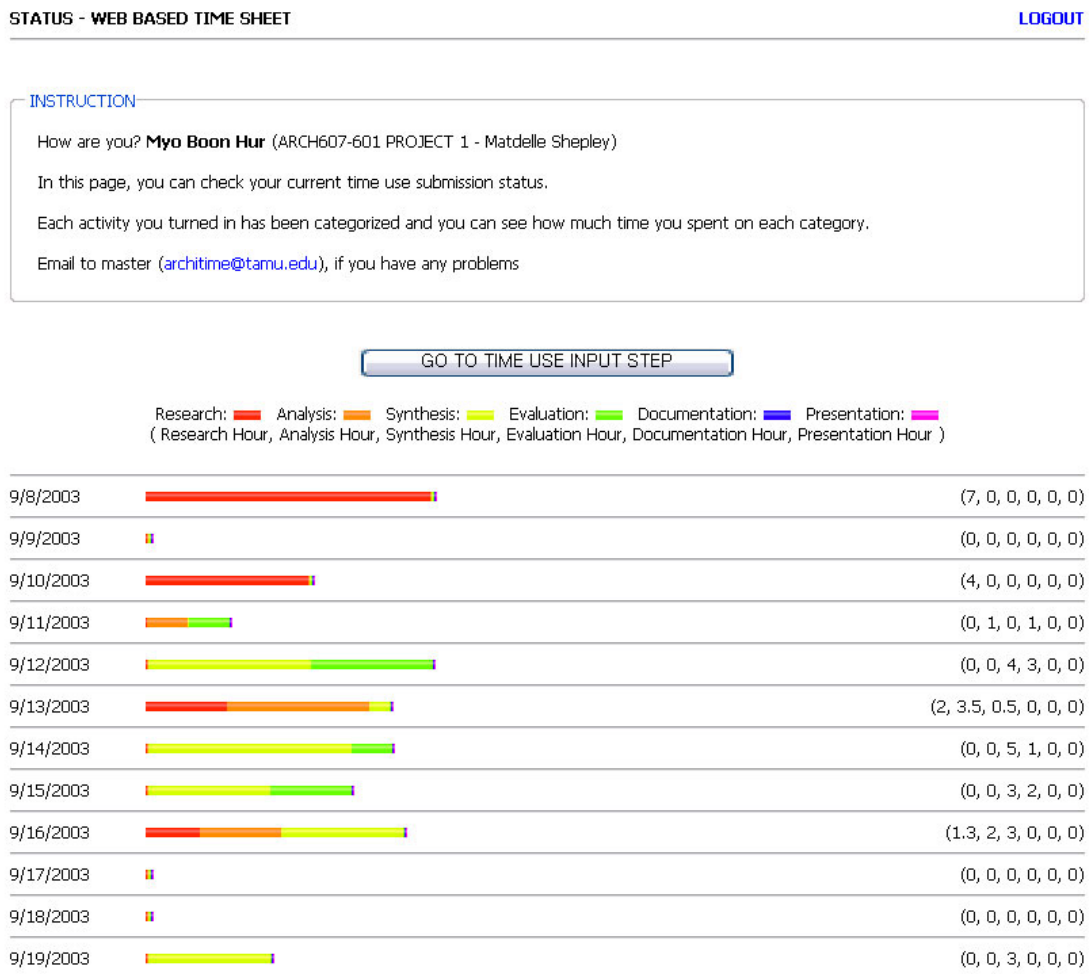 STATUS - WEB BASED TIME SHEET LOGOUT
INSTRUCTION
How are you? Myo Boon Hur (ARCH607-601 PROJECT 1 - Matdelle Shepley)
In this page, you can check your current time use submission status.
Each activity you turned in has been categorized and you can see how much time you spent on each category.
Email to master (architime@tamu.edu), if you have any problems
GO TO TIME USE INPUT STEP
Research: Analysis: Synthesis: Evaluation: Documentation: Presentation:
( Research Hour, Analysis Hour, Synthesis Hour, Evaluation Hour, Documentation Hour, Presentation Hour )
9/8/2003 (7, 0, 0, 0, 0, 0)
9/9/2003 (0, 0, 0, 0, 0, 0)
9/10/2003 (4, 0, 0, 0, 0, 0)
9/11/2003 (0, 1, 0, 1, 0, 0)
9/12/2003 (0, 0, 4, 3, 0, 0)
9/13/2003 (2, 3.5, 0.5, 0, 0, 0)
9/14/2003 (0, 0, 5, 1, 0, 0)
9/15/2003 (0, 0, 3, 2, 0, 0)
9/16/2003 (1.3, 2, 3, 0, 0, 0)
9/17/2003 (0, 0, 0, 0, 0, 0)
9/18/2003 (0, 0, 0, 0, 0, 0)
9/19/2003 (0, 0, 3, 0, 0, 0)